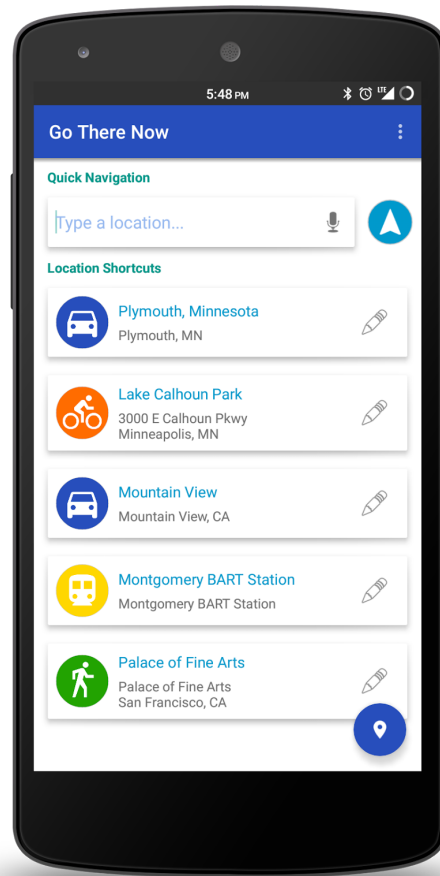 5:48 PM
LTE
Go There Now
Quick Navigation
Type a location...
Location Shortcuts
Plymouth, Minnesota
Plymouth, MN
Lake Calhoun Park
3000 E Calhoun Pkwy
Minneapolis, MN
Mountain View
Mountain View, CA
Montgomery BART Station
Montgomery BART Station
Palace of Fine Arts
Palace of Fine Arts
San Francisco, CA